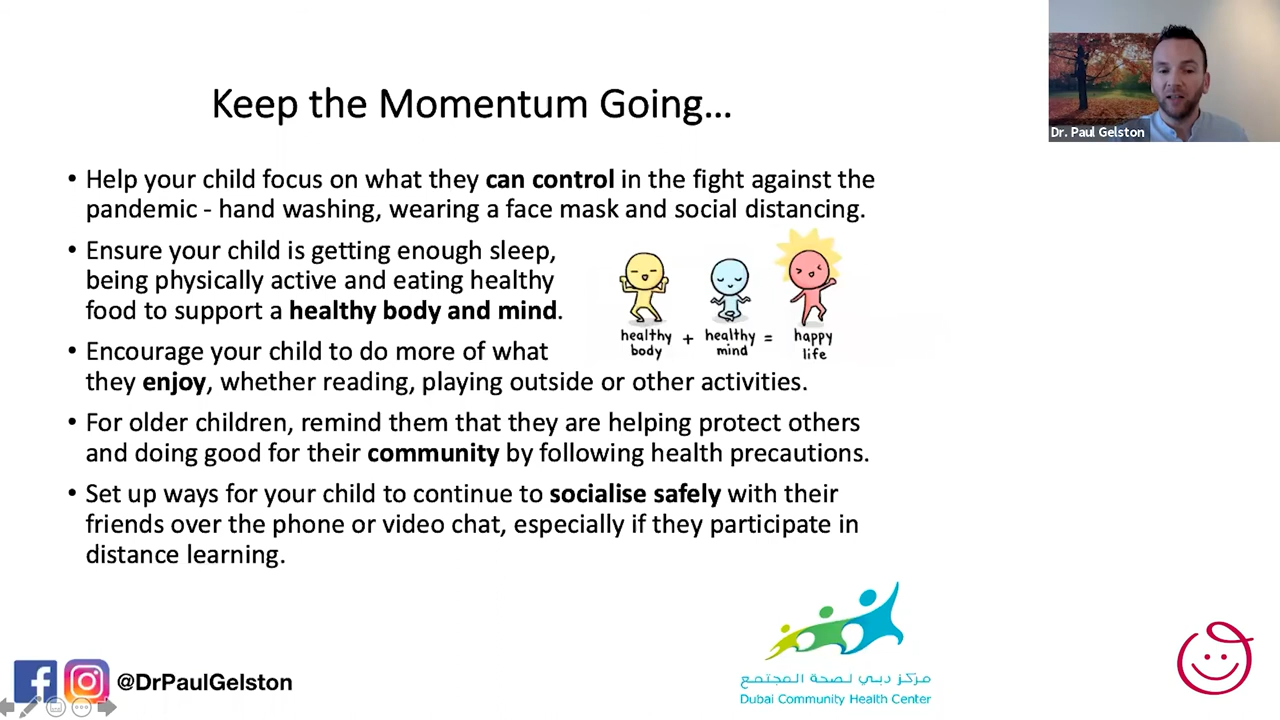 Dr. Paul Gelston
Keep the Momentum Going...
• Help your child focus on what they can control in the fight against the
pandemic - hand washing, wearing a face mask and social distancing.
• Ensure your child is getting enough sleep,
being physically active and eating healthy
food to support a healthy body and mind.
healthy body + healthy mind = happy life
• Encourage your child to do more of what
they enjoy, whether reading, playing outside or other activities.
• For older children, remind them that they are helping protect others
and doing good for their community by following health precautions.
• Set up ways for your child to continue to socialise safely with their
friends over the phone or video chat, especially if they participate in
distance learning.
@DrPaulGelston
مركز دبي لصحة المجتمع
Dubai Community Health Center